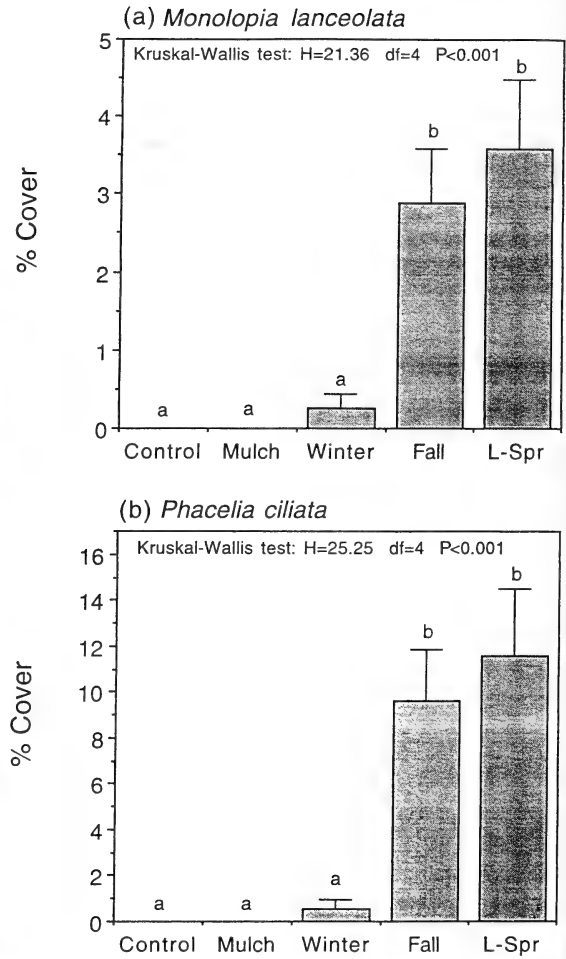 (a) Monolopia lanceolata
Kruskal-Wallis test: H=21.36 df=4 P<0.001
5
4
3
2
1
0
% Cover
a
a
a
b
b
Control Mulch Winter Fall L-Spr
(b) Phacelia ciliata
Kruskal-Wallis test: H=25.25 df=4 P<0.001
16
14
12
10
8
6
4
2
0
% Cover
a
a
a
b
b
Control Mulch Winter Fall L-Spr